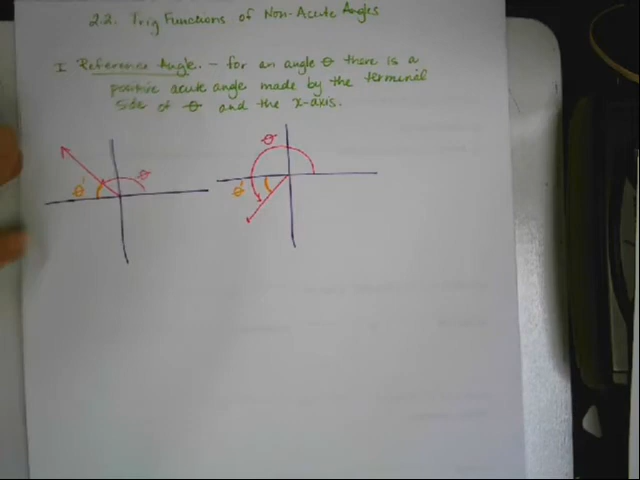 2.2. Trig Functions of Non-Acute Angles
I Reference Angle. - for an angle θ there is a
positive acute angle made by the terminal
side of θ and the x-axis.
θ' θ
θ
θ'